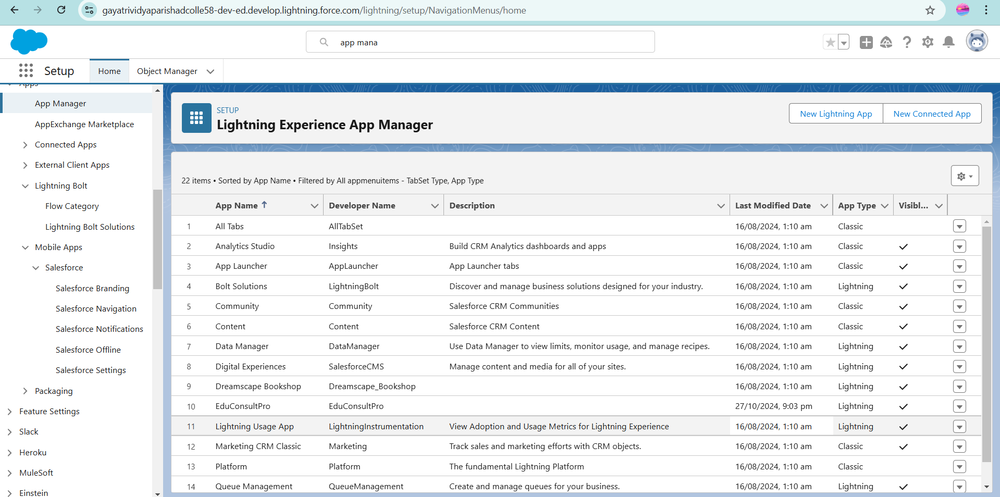 gayatrividyaparishadcolle58-dev-ed.develop.lightning.force.com/lightning/setup/NavigationMenus/home
app mana
Setup
Home
Object Manager
Apps
App Manager
AppExchange Marketplace
Connected Apps
External Client Apps
Lightning Bolt
Flow Category
Lightning Bolt Solutions
Mobile Apps
Salesforce
Salesforce Branding
Salesforce Navigation
Salesforce Notifications
Salesforce Offline
Salesforce Settings
Packaging
Feature Settings
Slack
Heroku
MuleSoft
Einstein
SETUP
Lightning Experience App Manager
New Lightning App
New Connected App
22 items • Sorted by App Name • Filtered by All appmenuitems - TabSet Type, App Type
App Name Developer Name Description Last Modified Date App Type Visibl...
1 All Tabs AllTabSet 16/08/2024, 1:10 am Classic
2 Analytics Studio Insights Build CRM Analytics dashboards and apps 16/08/2024, 1:10 am Classic
3 App Launcher AppLauncher App Launcher tabs 16/08/2024, 1:10 am Classic
4 Bolt Solutions LightningBolt Discover and manage business solutions designed for your industry. 16/08/2024, 1:10 am Lightning
5 Community Community Salesforce CRM Communities 16/08/2024, 1:10 am Classic
6 Content Content Salesforce CRM Content 16/08/2024, 1:10 am Classic
7 Data Manager DataManager Use Data Manager to view limits, monitor usage, and manage recipes. 16/08/2024, 1:10 am Lightning
8 Digital Experiences SalesforceCMS Manage content and media for all of your sites. 16/08/2024, 1:10 am Lightning
9 Dreamscape Bookshop Dreamscape_Bookshop 16/08/2024, 1:10 am Lightning
10 EduConsultPro EduConsultPro 27/10/2024, 9:03 pm Lightning
11 Lightning Usage App LightningInstrumentation View Adoption and Usage Metrics for Lightning Experience 16/08/2024, 1:10 am Lightning
12 Marketing CRM Classic Marketing Track sales and marketing efforts with CRM objects. 16/08/2024, 1:10 am Classic
13 Platform Platform The fundamental Lightning Platform 16/08/2024, 1:10 am Classic
14 Queue Management QueueManagement Create and manage queues for your business. 16/08/2024, 1:10 am Lightning